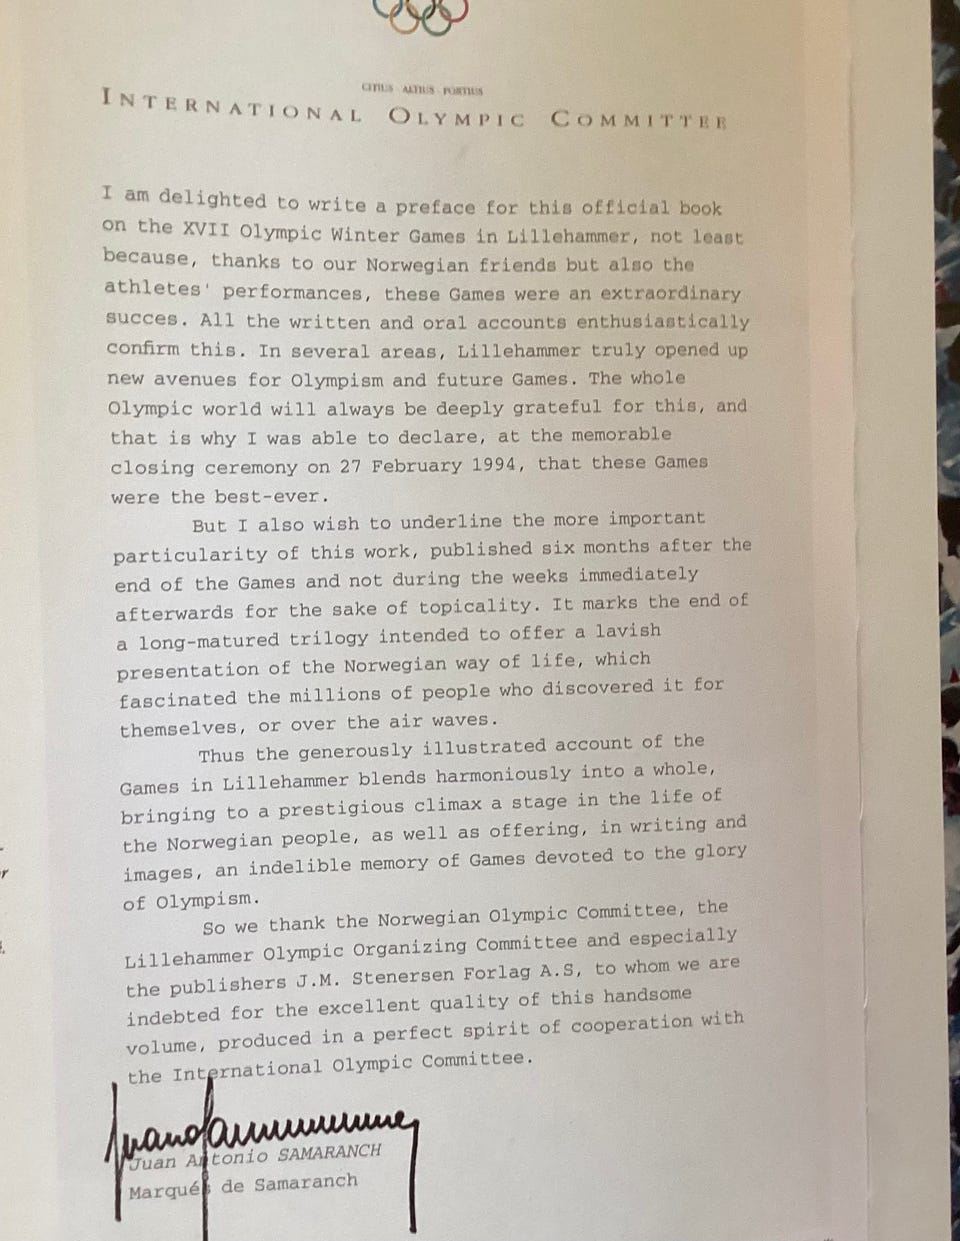 CITIUS ALTIUS FORTIUS
INTERNATIONAL OLYMPIC COMMITTEE
I am delighted to write a preface for this official book
on the XVII Olympic Winter Games in Lillehammer, not least
because, thanks to our Norwegian friends but also the
athletes' performances, these Games were an extraordinary
succes. All the written and oral accounts enthusiastically
confirm this. In several areas, Lillehammer truly opened up
new avenues for Olympism and future Games. The whole
Olympic world will always be deeply grateful for this, and
that is why I was able to declare, at the memorable
closing ceremony on 27 February 1994, that these Games
were the best-ever.
But I also wish to underline the more important
particularity of this work, published six months after the
end of the Games and not during the weeks immediately
afterwards for the sake of topicality. It marks the end of
a long-matured trilogy intended to offer a lavish
presentation of the Norwegian way of life, which
fascinated the millions of people who discovered it for
themselves, or over the air waves.
Thus the generously illustrated account of the
Games in Lillehammer blends harmoniously into a whole,
bringing to a prestigious climax a stage in the life of
the Norwegian people, as well as offering, in writing and
images, an indelible memory of Games devoted to the glory
of Olympism.
So we thank the Norwegian Olympic Committee, the
Lillehammer Olympic Organizing Committee and especially
the publishers J.M. Stenersen Forlag A.S, to whom we are
indebted for the excellent quality of this handsome
volume, produced in a perfect spirit of cooperation with
the International Olympic Committee.
Juan Antonio SAMARANCH
Marqués de Samaranch